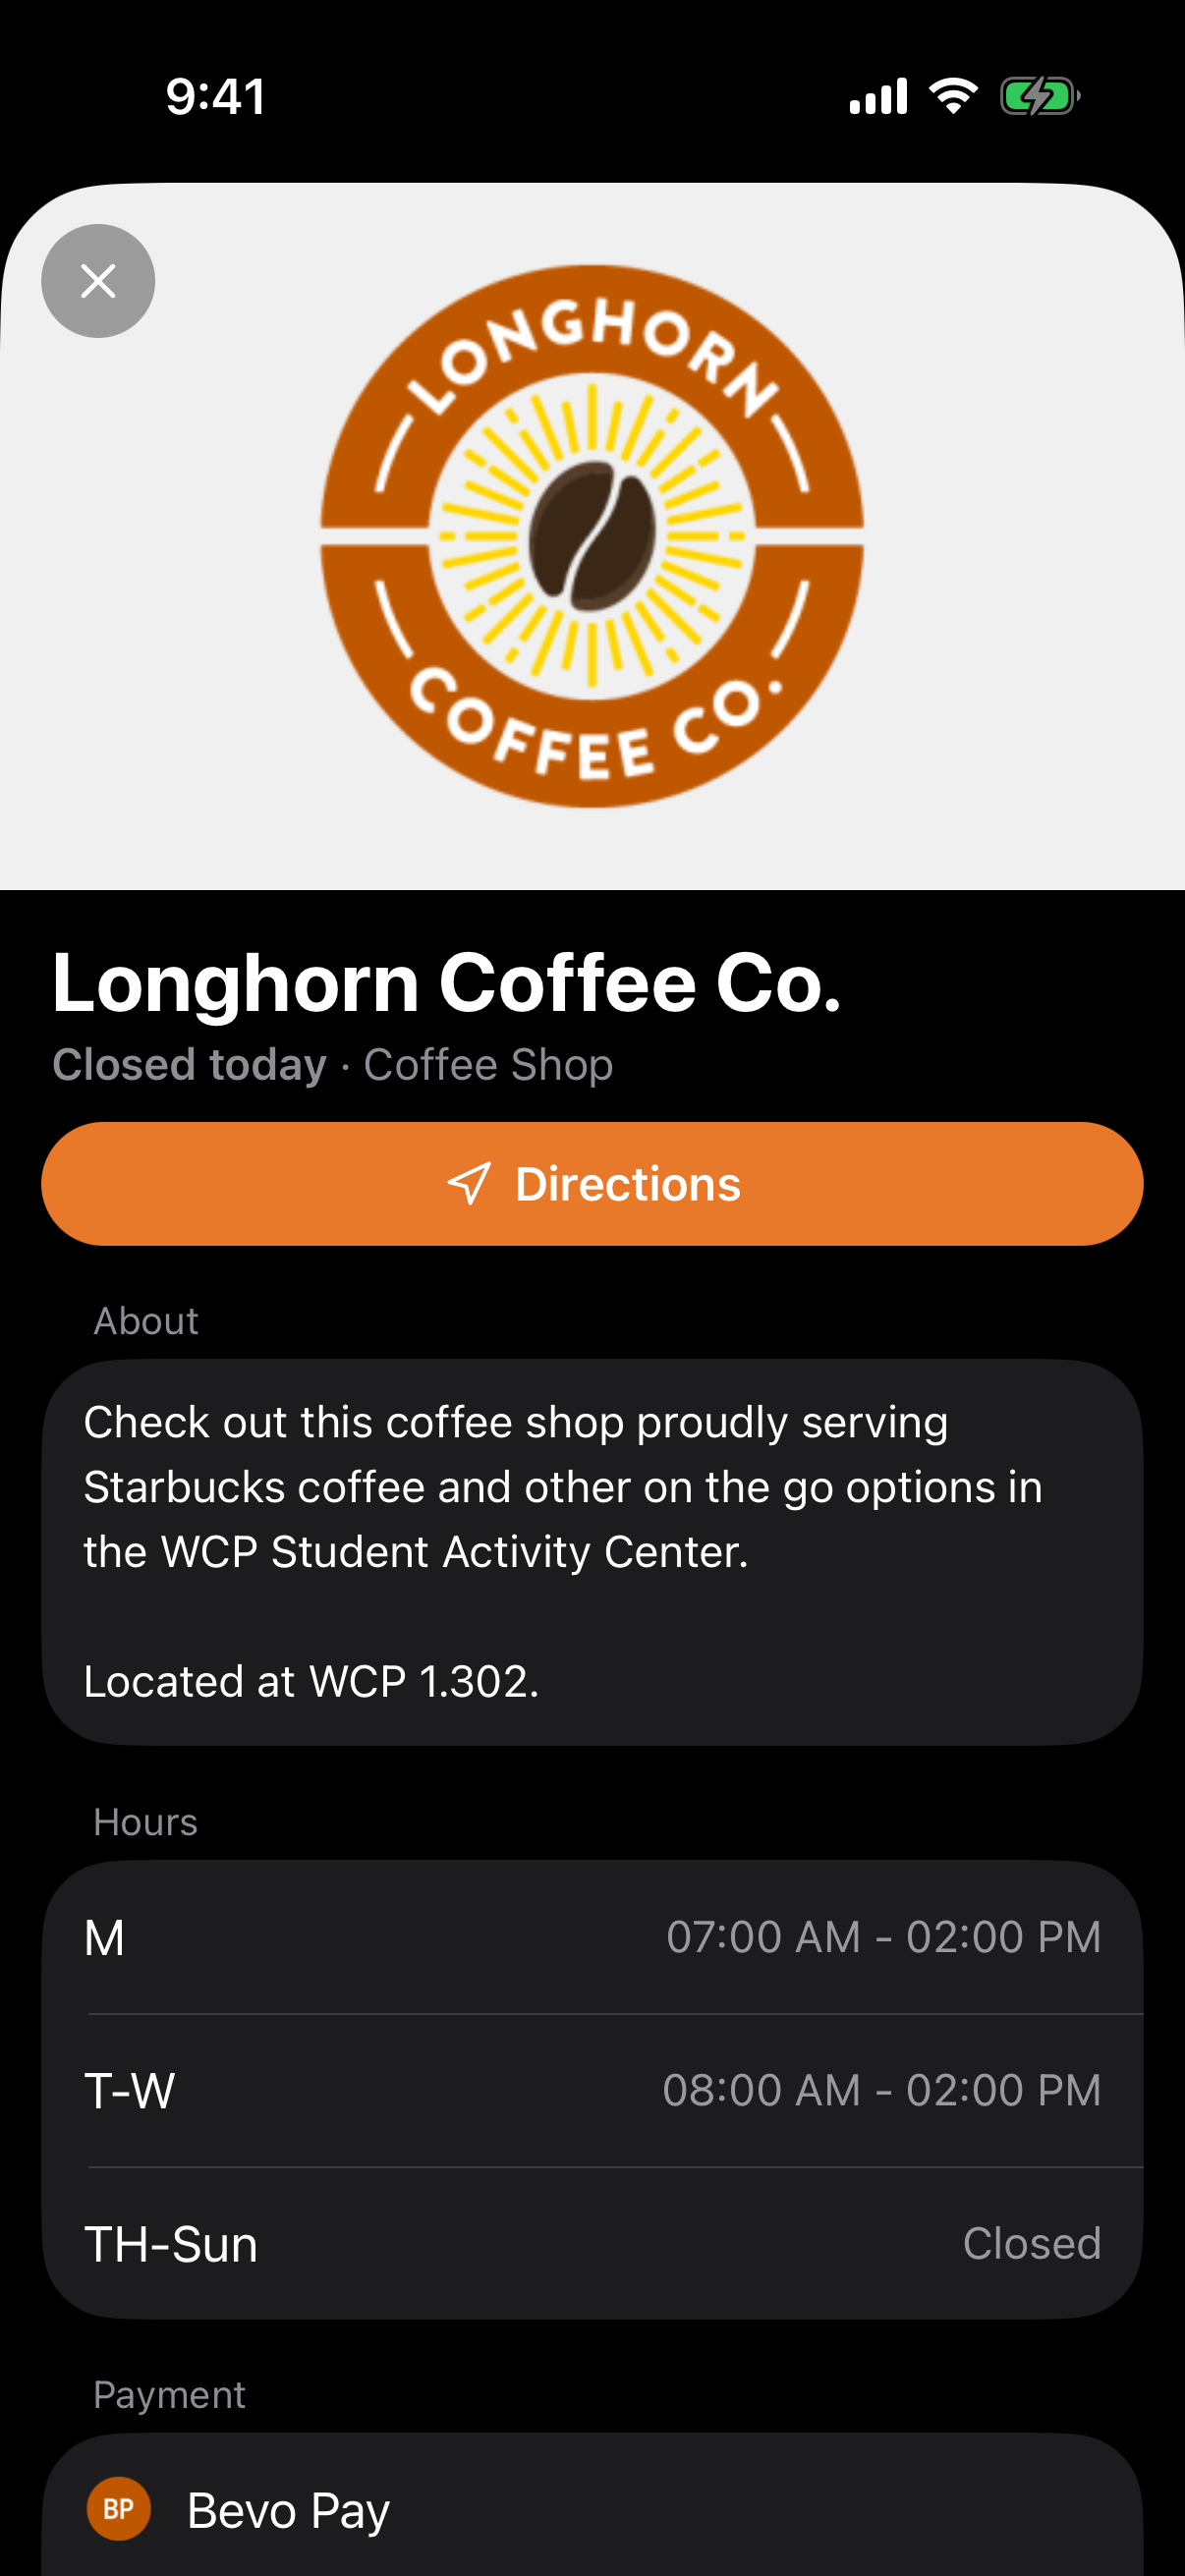 9:41
LONGHORN
COFFEE CO.
Longhorn Coffee Co.
Closed today · Coffee Shop
Directions
About
Check out this coffee shop proudly serving
Starbucks coffee and other on the go options in
the WCP Student Activity Center.
Located at WCP 1.302.
Hours
M 07:00 AM - 02:00 PM
T-W 08:00 AM - 02:00 PM
TH-Sun Closed
Payment
BP Bevo Pay